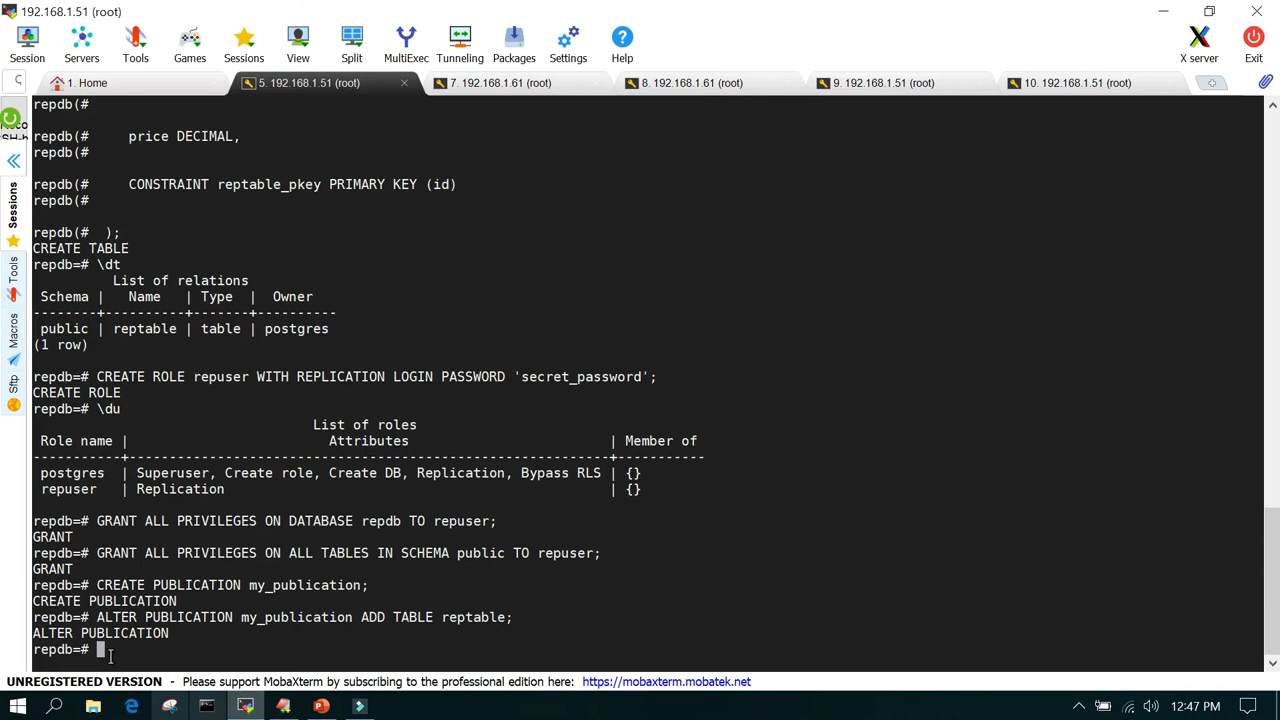 192.168.1.51 (root)
Session Servers Tools Games Sessions View Split MultiExec Tunneling Packages Settings Help X server Exit
1. Home 5. 192.168.1.51 (root) 7. 192.168.1.61 (root) 8. 192.168.1.61 (root) 9. 192.168.1.51 (root) 10. 192.168.1.51 (root)
Sessions
Tools
Macros
Sftp
repdb(#
repdb(#     price DECIMAL,
repdb(#
repdb(#     CONSTRAINT reptable_pkey PRIMARY KEY (id)
repdb(#
repdb(#  );
CREATE TABLE
repdb=# \dt
          List of relations
 Schema |   Name   | Type  |  Owner
--------+----------+-------+----------
 public | reptable | table | postgres
(1 row)
repdb=# CREATE ROLE repuser WITH REPLICATION LOGIN PASSWORD 'secret_password';
CREATE ROLE
repdb=# \du
                                   List of roles
 Role name |                         Attributes                         | Member of
-----------+------------------------------------------------------------+-----------
 postgres  | Superuser, Create role, Create DB, Replication, Bypass RLS | {}
 repuser   | Replication                                                | {}
repdb=# GRANT ALL PRIVILEGES ON DATABASE repdb TO repuser;
GRANT
repdb=# GRANT ALL PRIVILEGES ON ALL TABLES IN SCHEMA public TO repuser;
GRANT
repdb=# CREATE PUBLICATION my_publication;
CREATE PUBLICATION
repdb=# ALTER PUBLICATION my_publication ADD TABLE reptable;
ALTER PUBLICATION
repdb=#
UNREGISTERED VERSION - Please support MobaXterm by subscribing to the professional edition here: https://mobaxterm.mobatek.net
12:47 PM